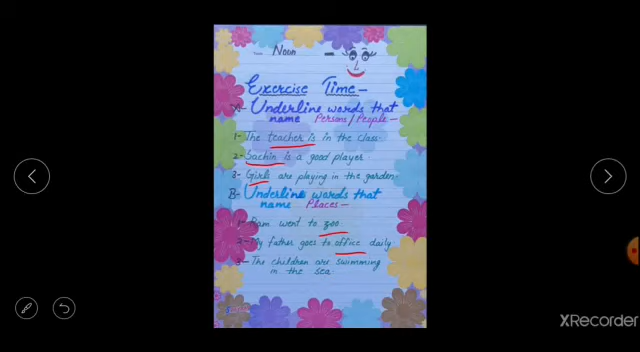 Noun
Exercise Time -
A- Underline words that
name Persons/People -
1- The teacher is in the class.
2- Sachin is a good player.
3- Girls are playing in the garden.
B- Underline words that
name Places -
1- Ram went to zoo.
2- My father goes to office daily.
3- The children are swimming
in the sea.
XRecorder